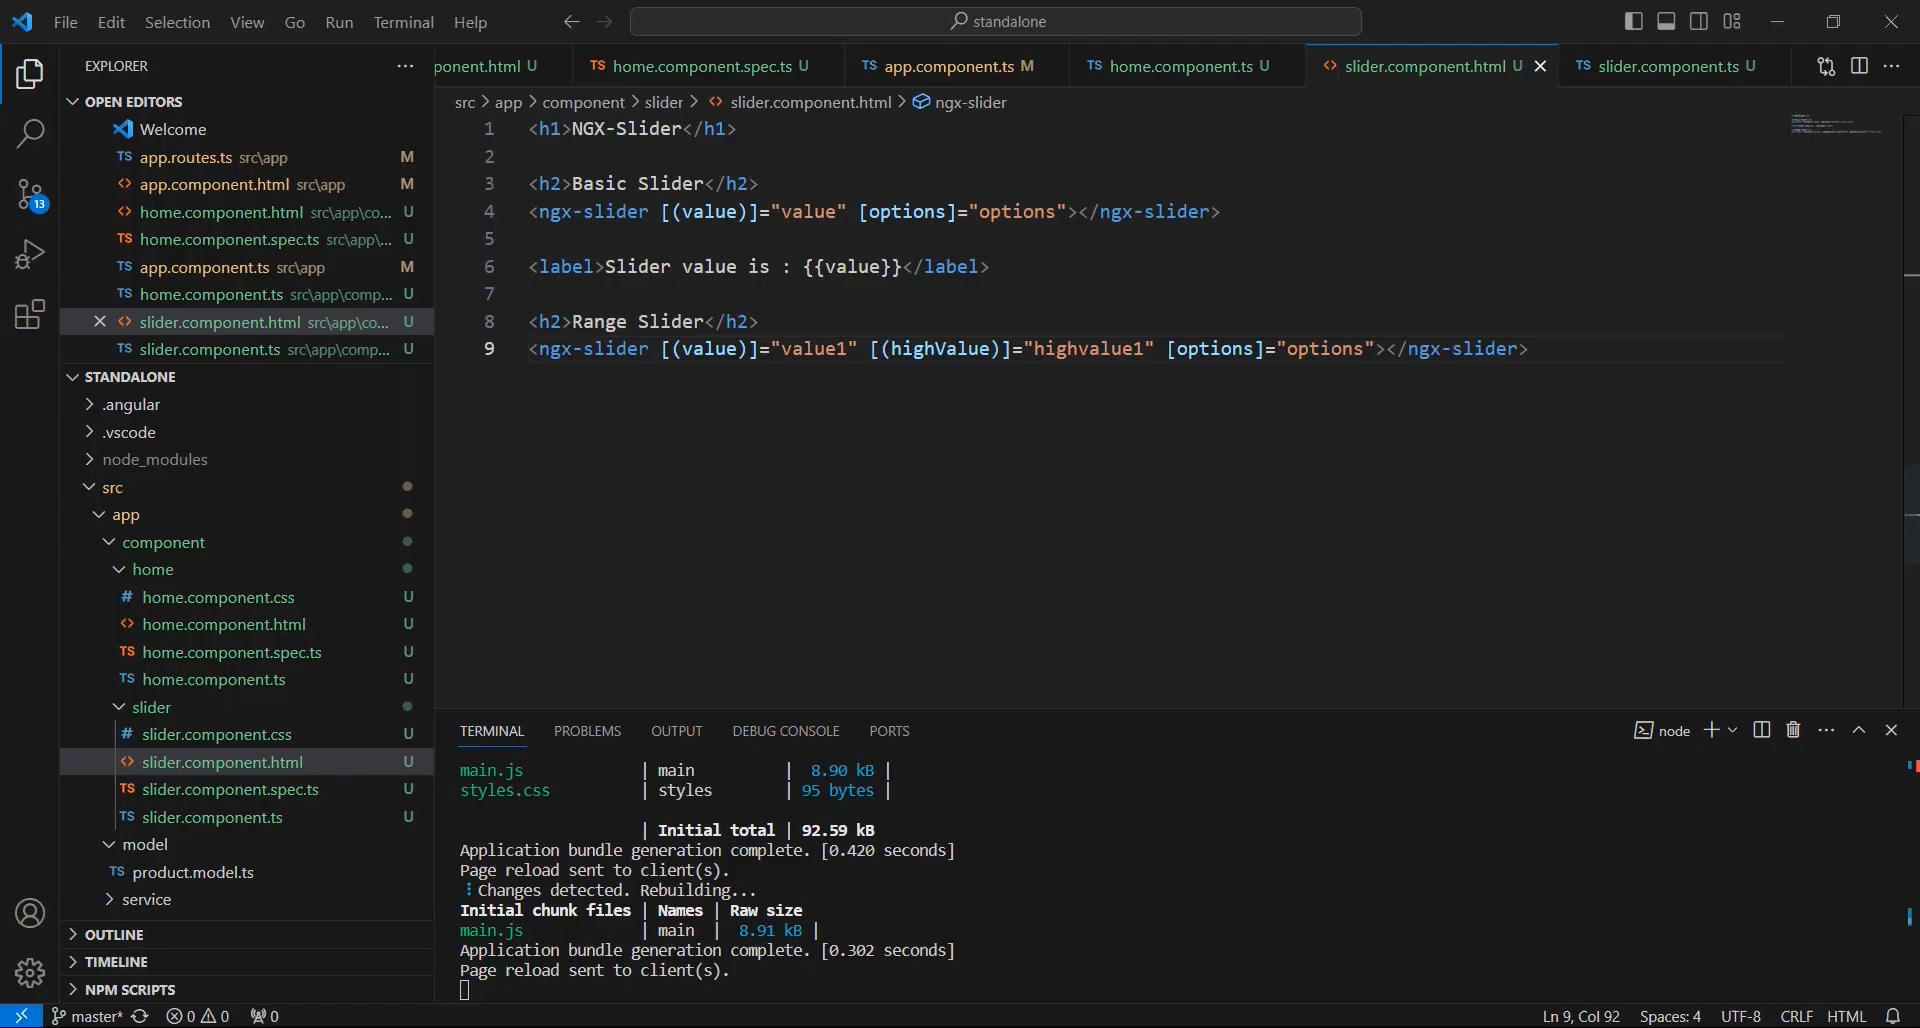 File Edit Selection View Go Run Terminal Help
standalone
EXPLORER
OPEN EDITORS
Welcome
TS app.routes.ts src\app M
<> app.component.html src\app M
<> home.component.html src\app\co... U
TS home.component.spec.ts src\app\... U
TS app.component.ts src\app M
TS home.component.ts src\app\comp... U
<> slider.component.html src\app\co... U
TS slider.component.ts src\app\comp... U
STANDALONE
.angular
.vscode
node_modules
src
app
component
home
# home.component.css U
<> home.component.html U
TS home.component.spec.ts U
TS home.component.ts U
slider
# slider.component.css U
<> slider.component.html U
TS slider.component.spec.ts U
TS slider.component.ts U
model
TS product.model.ts
service
OUTLINE
TIMELINE
NPM SCRIPTS
13
ponent.html U TS home.component.spec.ts U TS app.component.ts M TS home.component.ts U <> slider.component.html U TS slider.component.ts U
src > app > component > slider > <> slider.component.html > ngx-slider
1 <h1>NGX-Slider</h1>
2
3 <h2>Basic Slider</h2>
4 <ngx-slider [(value)]="value" [options]="options"></ngx-slider>
5
6 <label>Slider value is : {{value}}</label>
7
8 <h2>Range Slider</h2>
9 <ngx-slider [(value)]="value1" [(highValue)]="highvalue1" [options]="options"></ngx-slider>
TERMINAL PROBLEMS OUTPUT DEBUG CONSOLE PORTS
node
main.js | main | 8.90 kB |
styles.css | styles | 95 bytes |
| Initial total | 92.59 kB
Application bundle generation complete. [0.420 seconds]
Page reload sent to client(s).
Changes detected. Rebuilding...
Initial chunk files | Names | Raw size
main.js | main | 8.91 kB |
Application bundle generation complete. [0.302 seconds]
Page reload sent to client(s).
master* 0 0 0
Ln 9, Col 92 Spaces: 4 UTF-8 CRLF HTML